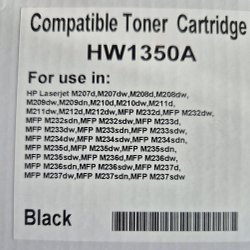 Compatible Toner Cartridge
HW1350A
For use in:
HP Laserjet M207d,M207dw,M208d,M208dw,
M209dw,M209dn,M210d,M210dw,M211d,
M211dw,M212d,M212dw,MFP M232d,MFP M232dw,
MFP M232sdn,MFP M232sdw,MFP M233d,
MFP M233dw,MFP M233sdn,MFP M233sdw,
MFP M234dw,MFP M234sdw,MFP M234sdn,
MFP M235d,MFP M235dw,MFP M235sdn,
MFP M235sdw,MFP M236d,MFP M236dw,
MFP M236sdn,MFP M236sdw,MFP M237d,
MFP M237dw,MFP M237sdn,MFP M237sdw
Black